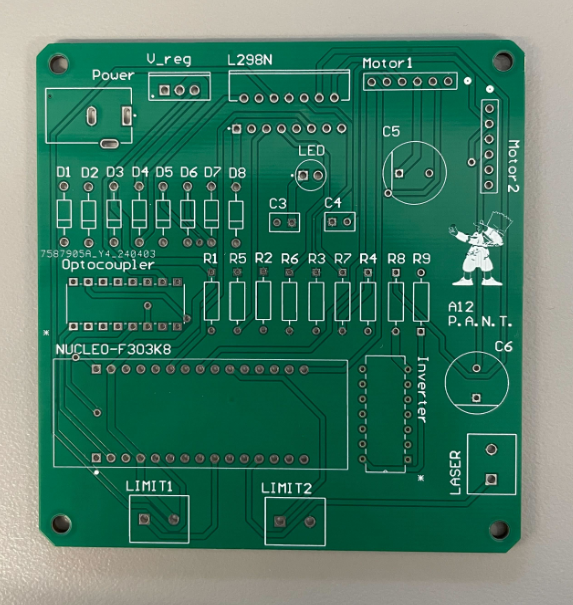 V_reg
L298N
Motor1
Power
LED
C5
Motor2
D1 D2 D3 D4 D5 D6 D7 D8
C3
C4
7587905A_Y4_240403
Optocoupler
R1 R5 R2 R6 R3 R7 R4 R8 R9
A12
P.A.N.T.
NUCLEO-F303K8
Inverter
C6
LASER
LIMIT1
LIMIT2